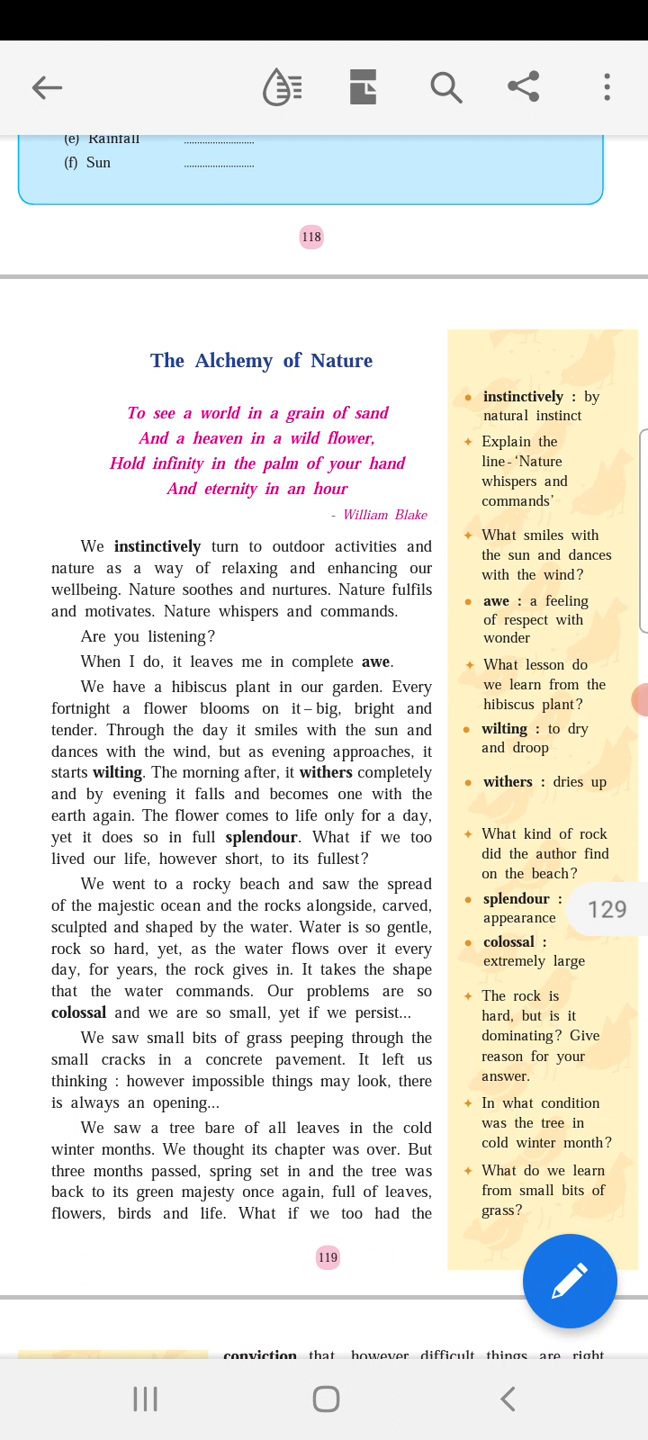 (e) Rainfall ...........................
(f) Sun ...........................
118
The Alchemy of Nature
To see a world in a grain of sand
And a heaven in a wild flower,
Hold infinity in the palm of your hand
And eternity in an hour
- William Blake
We instinctively turn to outdoor activities and
nature as a way of relaxing and enhancing our
wellbeing. Nature soothes and nurtures. Nature fulfils
and motivates. Nature whispers and commands.
Are you listening?
When I do, it leaves me in complete awe.
We have a hibiscus plant in our garden. Every
fortnight a flower blooms on it – big, bright and
tender. Through the day it smiles with the sun and
dances with the wind, but as evening approaches, it
starts wilting. The morning after, it withers completely
and by evening it falls and becomes one with the
earth again. The flower comes to life only for a day,
yet it does so in full splendour. What if we too
lived our life, however short, to its fullest?
We went to a rocky beach and saw the spread
of the majestic ocean and the rocks alongside, carved,
sculpted and shaped by the water. Water is so gentle,
rock so hard, yet, as the water flows over it every
day, for years, the rock gives in. It takes the shape
that the water commands. Our problems are so
colossal and we are so small, yet if we persist...
We saw small bits of grass peeping through the
small cracks in a concrete pavement. It left us
thinking : however impossible things may look, there
is always an opening...
We saw a tree bare of all leaves in the cold
winter months. We thought its chapter was over. But
three months passed, spring set in and the tree was
back to its green majesty once again, full of leaves,
flowers, birds and life. What if we too had the
119
• instinctively : by
natural instinct
✦ Explain the
line - ‘Nature
whispers and
commands’
✦ What smiles with
the sun and dances
with the wind?
• awe : a feeling
of respect with
wonder
✦ What lesson do
we learn from the
hibiscus plant?
• wilting : to dry
and droop
• withers : dries up
✦ What kind of rock
did the author find
on the beach?
• splendour :
appearance
• colossal :
extremely large
✦ The rock is
hard, but is it
dominating? Give
reason for your
answer.
✦ In what condition
was the tree in
cold winter month?
✦ What do we learn
from small bits of
grass?
129
conviction that, however difficult things are right